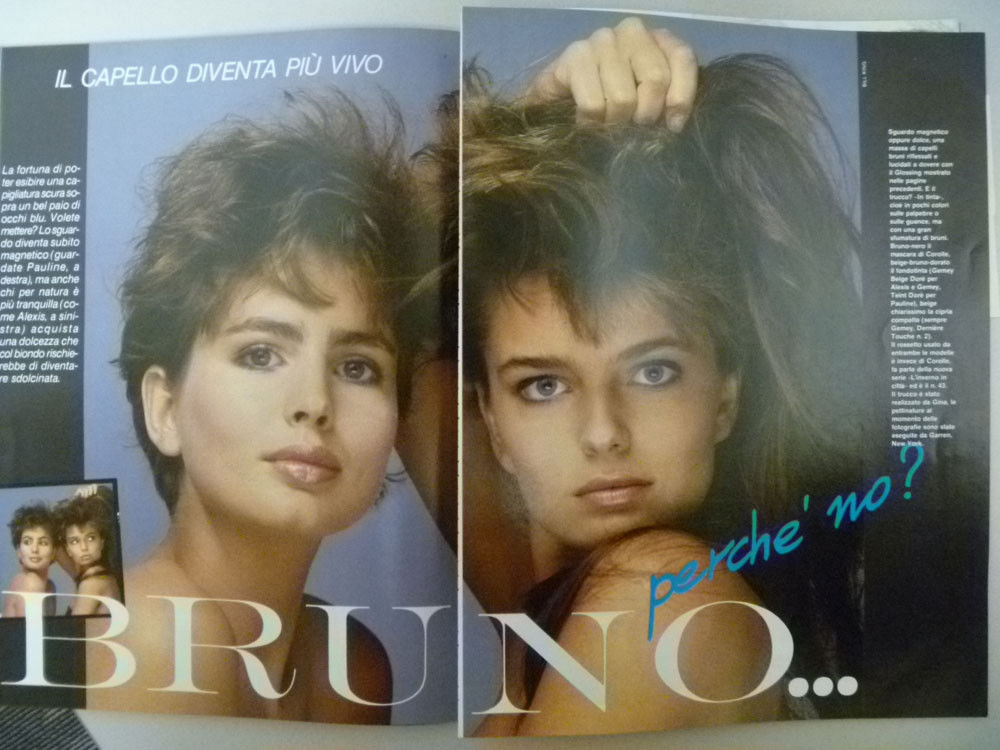 IL CAPELLO DIVENTA PIÙ VIVO
La fortuna di po-
ter esibire una ca-
pigliatura scura so-
pra un bel paio di
occhi blu. Volete
mettere? Lo sguar-
do diventa subito
magnetico (guar-
date Pauline, a
destra), ma anche
chi per natura è
più tranquilla (co-
me Alexis, a sini-
stra) acquista
una dolcezza che
col biondo rischie-
rebbe di diventa-
re sdolcinata.
BILL KING
Sguardo magnetico
oppure dolce, una
massa di capelli
bruni riflessati e
lucidati a dovere con
il Glossing mostrato
nelle pagine
precedenti. E il
trucco? «In tinta»,
cioè in pochi colori
sulle palpebre o
sulle guance, ma
con una gran
sfumatura di bruni.
Bruno-nero il
mascara di Corolle,
beige-bruno-dorato
il fondotinta (Gemey
Beige Doré per
Alexis e Gemey,
Teint Doré per
Pauline), beige
chiarissimo la cipria
compatta (sempre
Gemey, Dernière
Touche n. 2).
Il rossetto usato da
entrambe le modelle
è invece di Corolle,
fa parte della nuova
serie «L'inverno in
città» ed è il n. 43.
Il trucco è stato
realizzato da Gina, le
pettinature al
momento delle
fotografie sono state
eseguite da Garren,
New York.
perché no?
BRUNO...